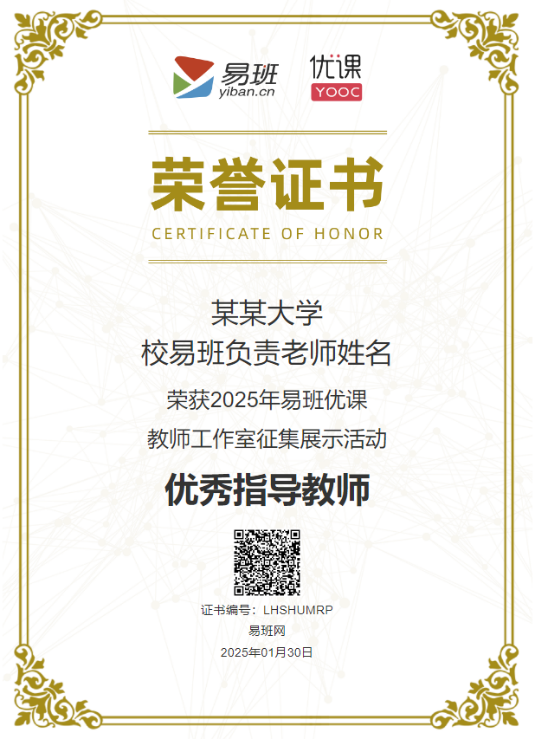 易班
yiban.cn
优课
YOOC
荣誉证书
CERTIFICATE OF HONOR
某某大学
校易班负责老师姓名
荣获2025年易班优课
教师工作室征集展示活动
优秀指导教师
证书编号：LHSHUMRP
易班网
2025年01月30日